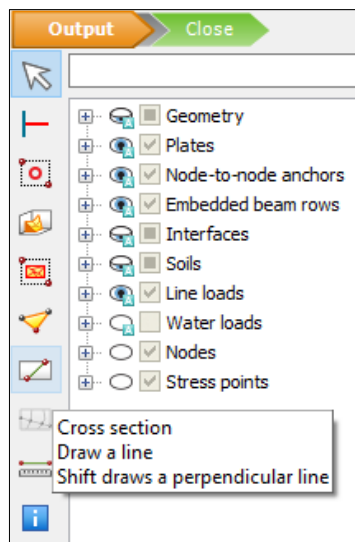 Output
Close
Geometry
Plates
Node-to-node anchors
Embedded beam rows
Interfaces
Soils
Line loads
Water loads
Nodes
Stress points
Cross section
Draw a line
Shift draws a perpendicular line